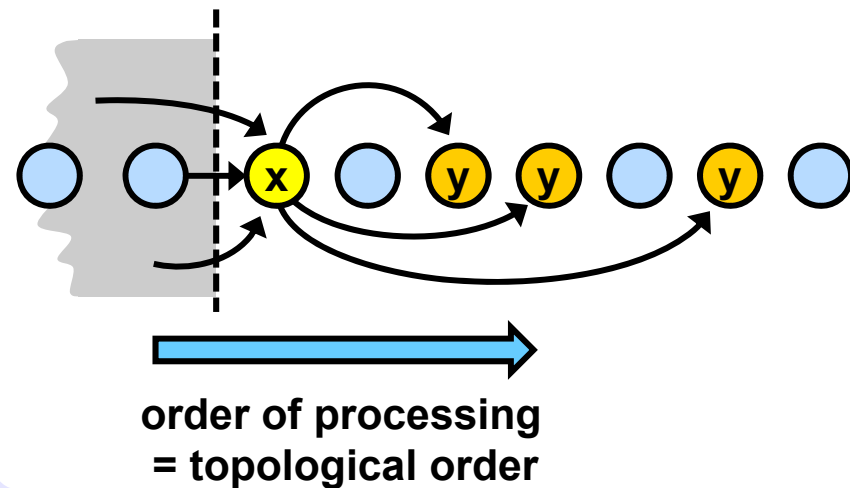 x y y y
order of processing
= topological order